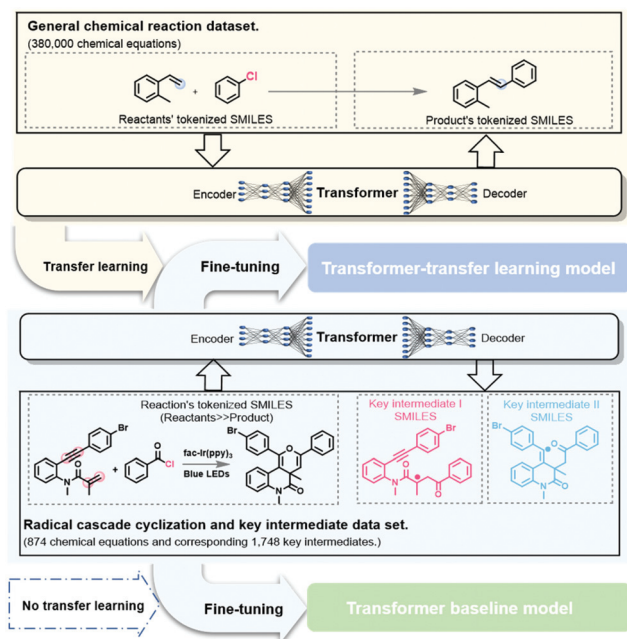 General chemical reaction dataset.
(380,000 chemical equations)
Cl
+
Reactants' tokenized SMILES
Product's tokenized SMILES
Encoder
Transformer
Decoder
Transfer learning
Fine-tuning
Transformer-transfer learning model
Encoder
Transformer
Decoder
Reaction's tokenized SMILES
(Reactants>>Product)
Br
O
N
+
O
Cl
fac-Ir(ppy)3
Blue LEDs
Br
O
N
O
Key intermediate I
SMILES
Br
O
N
O
Key intermediate II
SMILES
Br
O
N
O
Radical cascade cyclization and key intermediate data set.
(874 chemical equations and corresponding 1,748 key intermediates.)
No transfer learning
Fine-tuning
Transformer baseline model